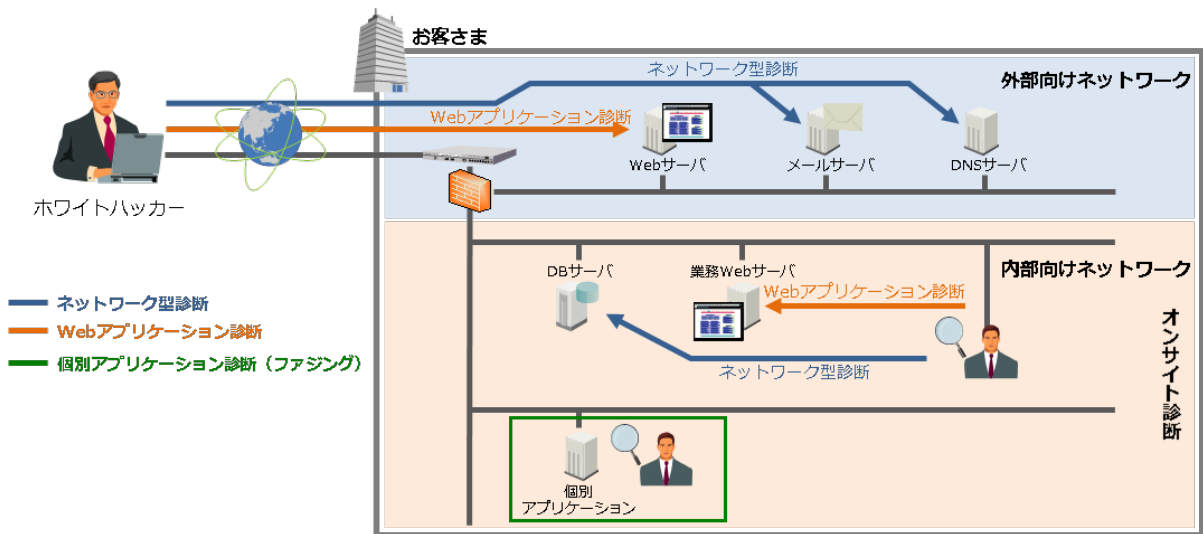 お客さま
ネットワーク型診断
外部向けネットワーク
Webアプリケーション診断
Webサーバ
メールサーバ
DNSサーバ
ホワイトハッカー
DBサーバ
業務Webサーバ
内部向けネットワーク
Webアプリケーション診断
ネットワーク型診断
オンサイト診断
ネットワーク型診断
Webアプリケーション診断
個別アプリケーション診断（ファジング）
個別
アプリケーション